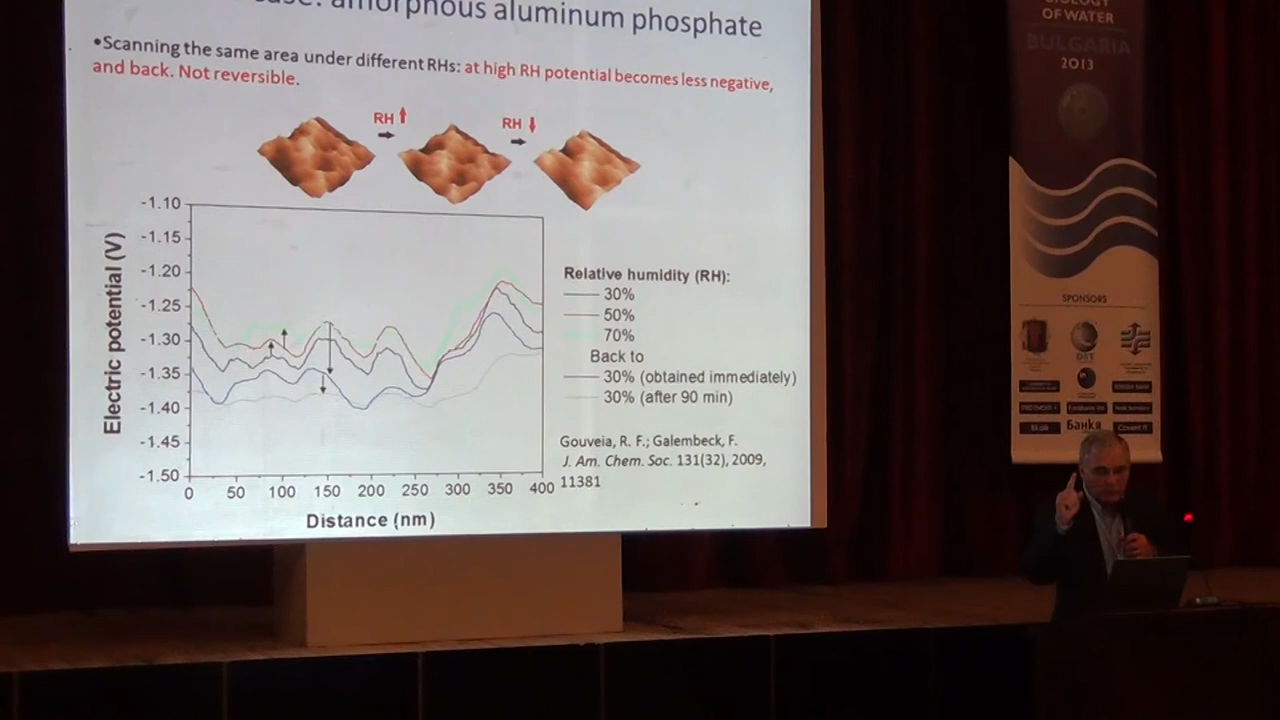 case: amorphous aluminum phosphate
•Scanning the same area under different RHs: at high RH potential becomes less negative,
and back. Not reversible.
RH
RH
-1.10
-1.15
-1.20
-1.25
-1.30
-1.35
-1.40
-1.45
-1.50
Electric potential (V)
0 50 100 150 200 250 300 350 400
Distance (nm)
Relative humidity (RH):
30%
50%
70%
Back to
30% (obtained immediately)
30% (after 90 min)
Gouveia, R. F.; Galembeck, F.
J. Am. Chem. Soc. 131(32), 2009,
11381
BIOLOGY
OF WATER
BULGARIA
2013
SPONSORS
Банка